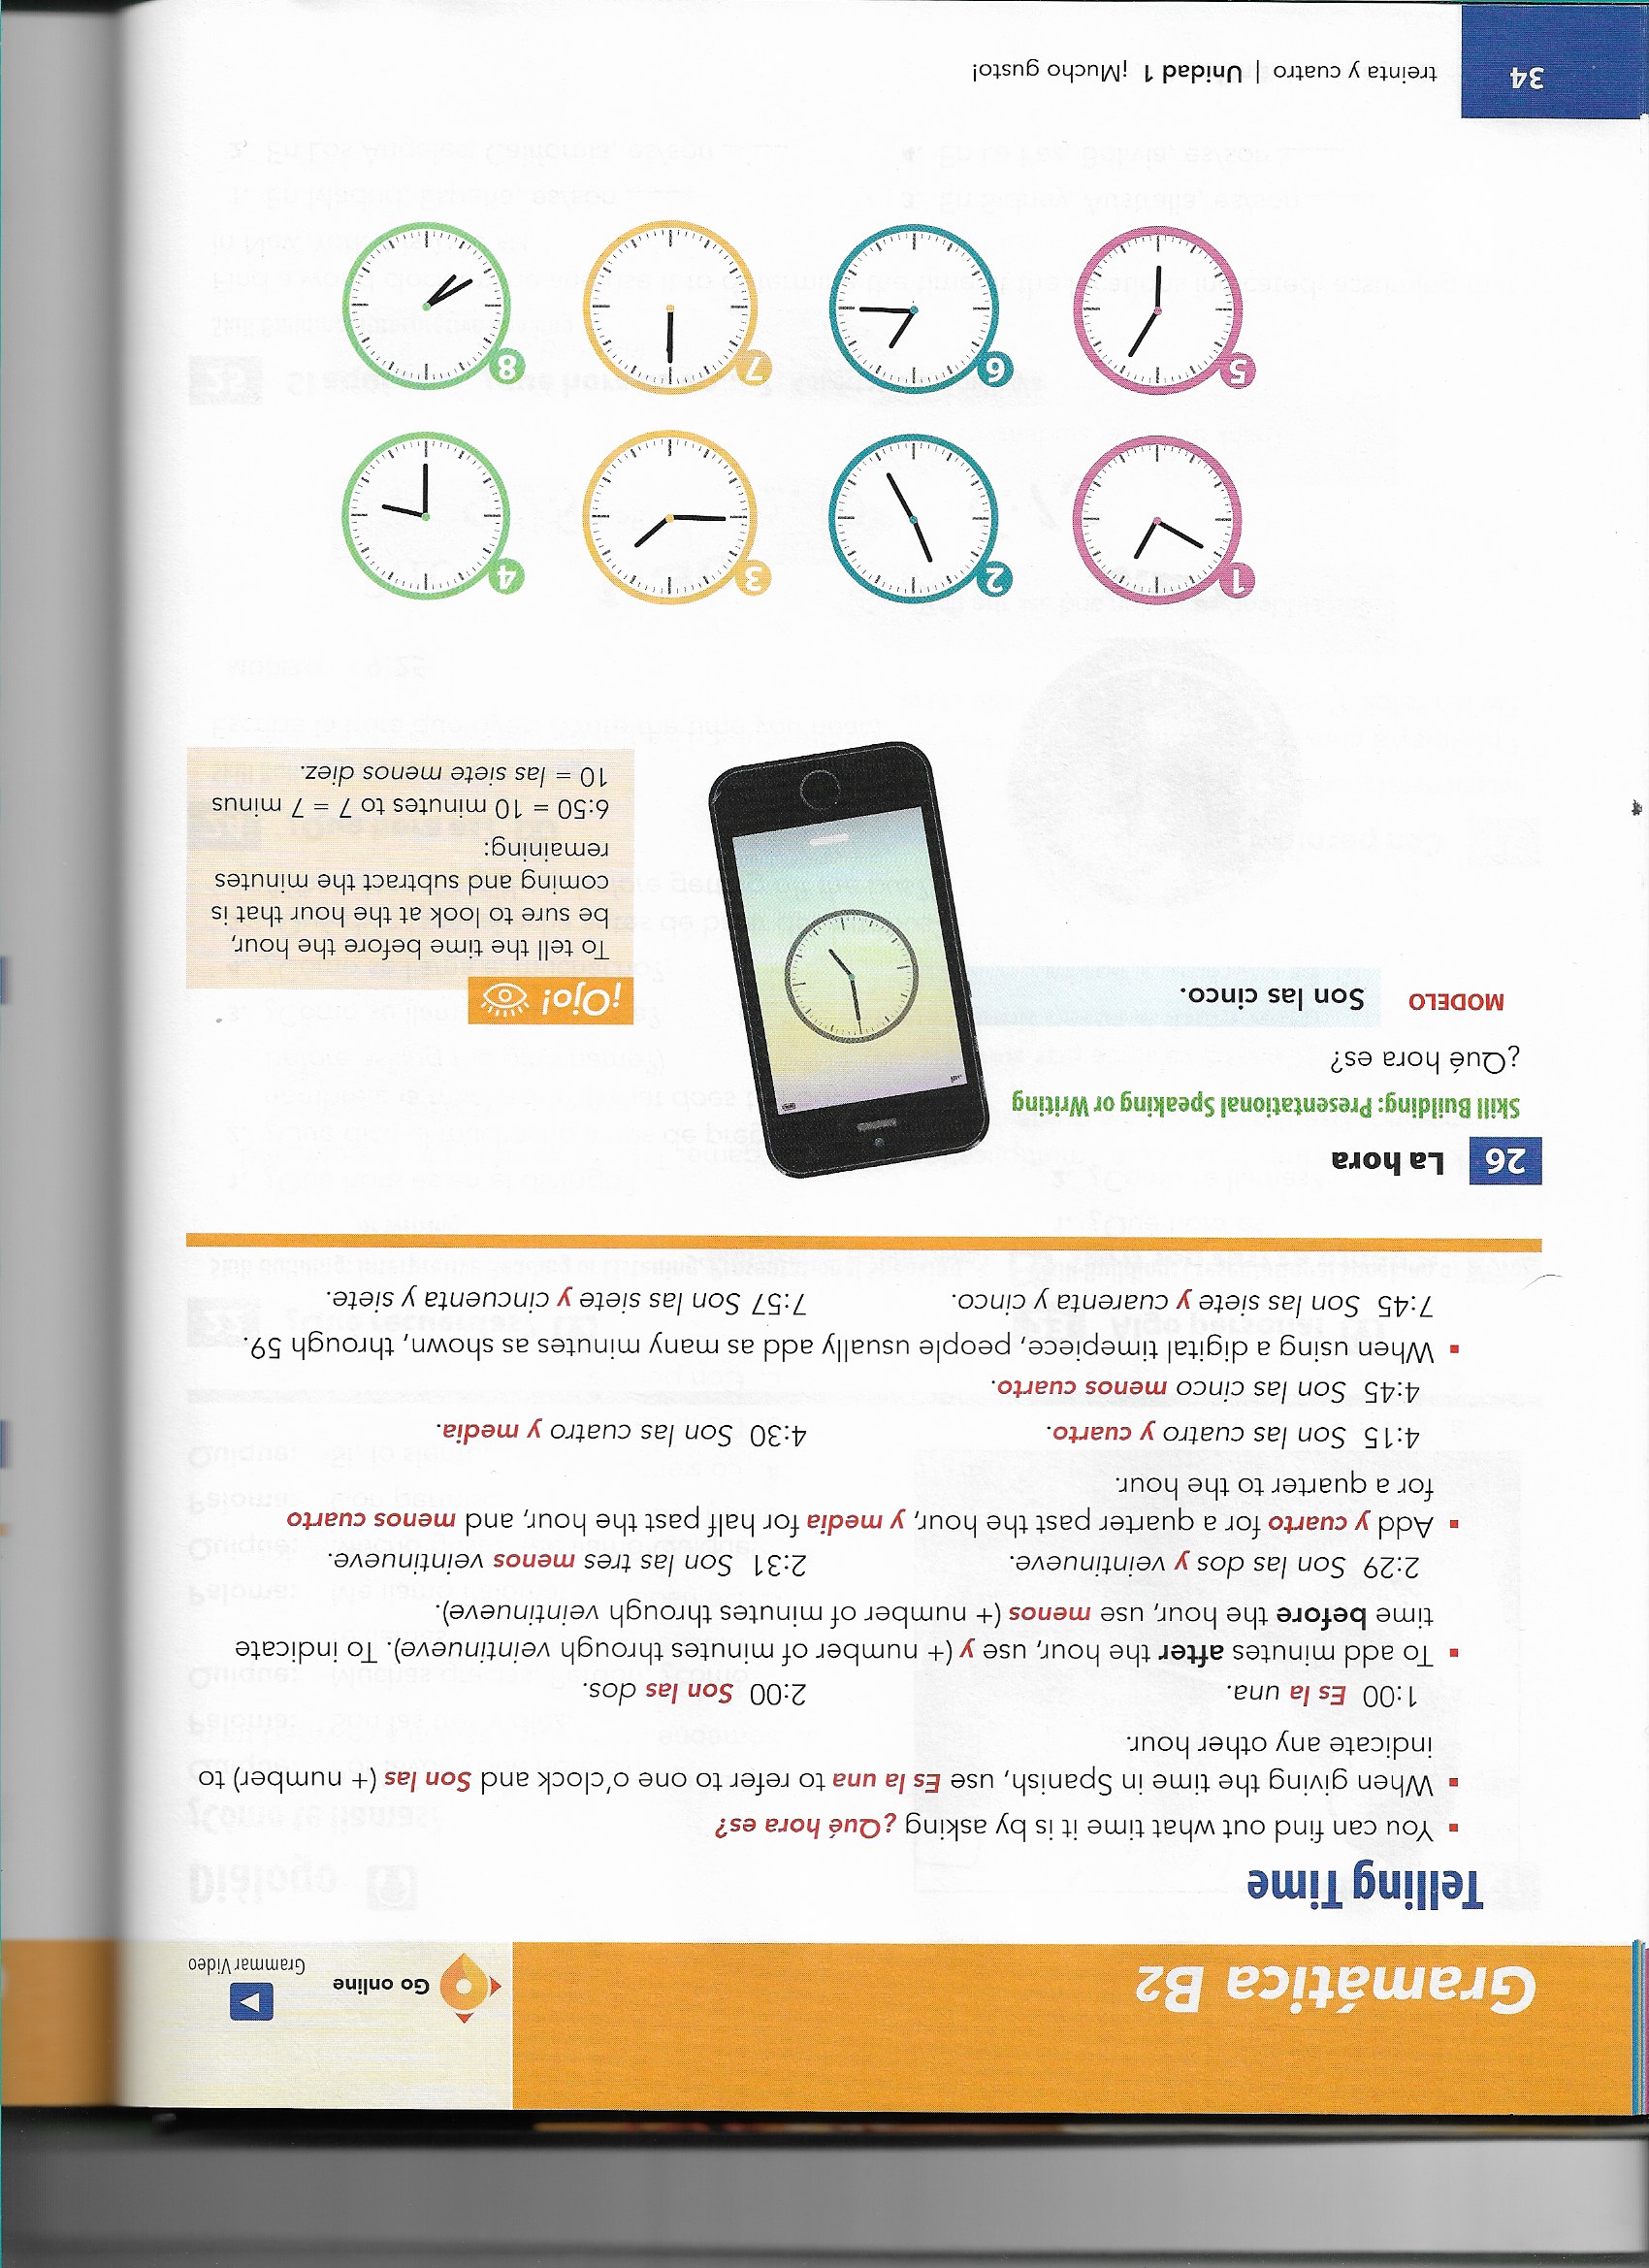 Gramática B2
Go online
Grammar Video
Telling Time
▪ You can find out what time it is by asking ¿Qué hora es?
▪ When giving the time in Spanish, use Es la una to refer to one o'clock and Son las (+ number) to
indicate any other hour.
1:00 Es la una. 2:00 Son las dos.
▪ To add minutes after the hour, use y (+ number of minutes through veintinueve). To indicate
time before the hour, use menos (+ number of minutes through veintinueve).
2:29 Son las dos y veintinueve. 2:31 Son las tres menos veintinueve.
▪ Add y cuarto for a quarter past the hour, y media for half past the hour, and menos cuarto
for a quarter to the hour.
4:15 Son las cuatro y cuarto. 4:30 Son las cuatro y media.
4:45 Son las cinco menos cuarto.
▪ When using a digital timepiece, people usually add as many minutes as shown, through 59.
7:45 Son las siete y cuarenta y cinco. 7:57 Son las siete y cincuenta y siete.
26 La hora
Skill Building: Presentational Speaking or Writing
¿Qué hora es?
MODELO Son las cinco.
¡Ojo!
To tell the time before the hour,
be sure to look at the hour that is
coming and subtract the minutes
remaining:
6:50 = 10 minutes to 7 = 7 minus
10 = las siete menos diez.
1 2 3 4
5 6 7 8
34 treinta y cuatro | Unidad 1 ¡Mucho gusto!